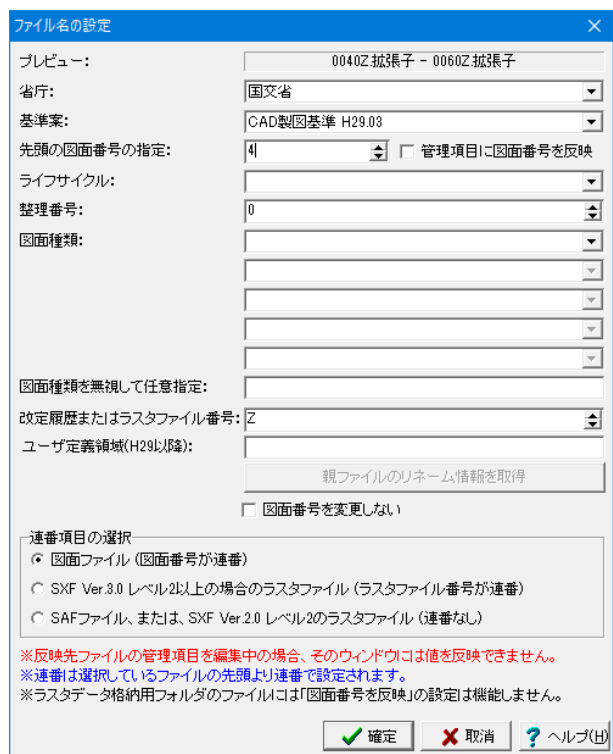 ファイル名の設定
プレビュー: 0040Z.拡張子 - 0060Z.拡張子
省庁: 国交省
基準案: CAD製図基準 H29.03
先頭の図面番号の指定: 4 管理項目に図面番号を反映
ライフサイクル:
整理番号: 0
図面種類:
図面種類を無視して任意指定:
改定履歴またはラスタファイル番号: Z
ユーザ定義領域(H29以降):
親ファイルのリネーム情報を取得
図面番号を変更しない
連番項目の選択
図面ファイル (図面番号が連番)
SXF Ver.3.0 レベル2以上の場合のラスタファイル (ラスタファイル番号が連番)
SAFファイル、または、SXF Ver.2.0 レベル2のラスタファイル (連番なし)
※反映先ファイルの管理項目を編集中の場合、そのウィンドウには値を反映できません。
※連番は選択しているファイルの先頭より連番で設定されます。
※ラスタデータ格納用フォルダのファイルには「図面番号を反映」の設定は機能しません。
確定 取消 ? ヘルプ(H)